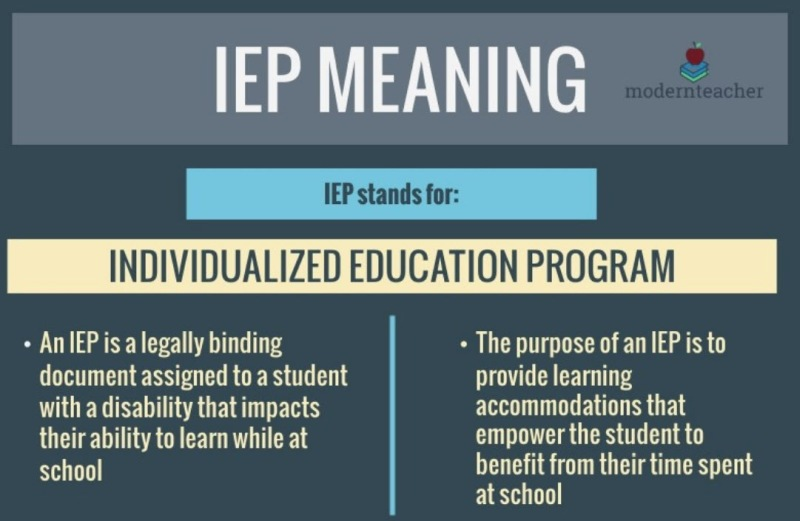 IEP MEANING
modernteacher
IEP stands for:
INDIVIDUALIZED EDUCATION PROGRAM
• An IEP is a legally binding
document assigned to a student
with a disability that impacts
their ability to learn while at
school
• The purpose of an IEP is to
provide learning
accommodations that
empower the student to
benefit from their time spent
at school